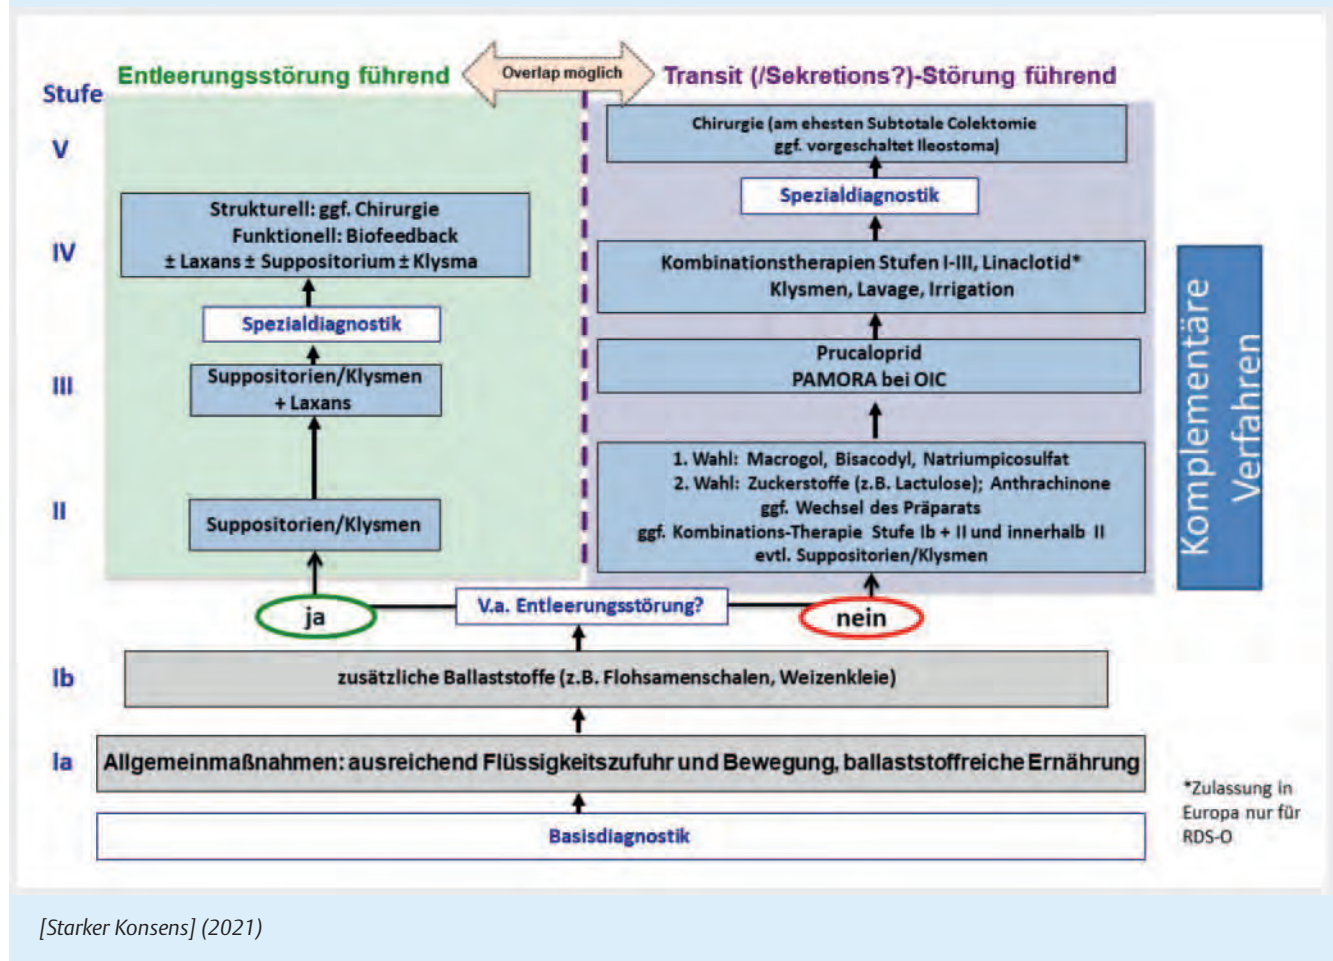 Entleerungsstörung führend
Overlap möglich
Transit (/Sekretions?)-Störung führend
Stufe
V
Chirurgie (am ehesten Subtotale Colektomie
ggf. vorgeschaltet Ileostoma)
Spezialdiagnostik
Strukturell: ggf. Chirurgie
Funktionell: Biofeedback
± Laxans ± Suppositorium ± Klysma
IV
Kombinationstherapien Stufen I-III, Linaclotid*
Klysmen, Lavage, Irrigation
Spezialdiagnostik
III
Suppositorien/Klysmen
+ Laxans
Prucaloprid
PAMORA bei OIC
II
Suppositorien/Klysmen
1. Wahl: Macrogol, Bisacodyl, Natriumpicosulfat
2. Wahl: Zuckerstoffe (z.B. Lactulose); Anthrachinone
ggf. Wechsel des Präparats
ggf. Kombinations-Therapie Stufe Ib + II und innerhalb II
evtl. Suppositorien/Klysmen
Komplementäre
Verfahren
ja
V.a. Entleerungsstörung?
nein
Ib
zusätzliche Ballaststoffe (z.B. Flohsamenschalen, Weizenkleie)
Ia
Allgemeinmaßnahmen: ausreichend Flüssigkeitszufuhr und Bewegung, ballaststoffreiche Ernährung
Basisdiagnostik
*Zulassung in
Europa nur für
RDS-O
[Starker Konsens] (2021)